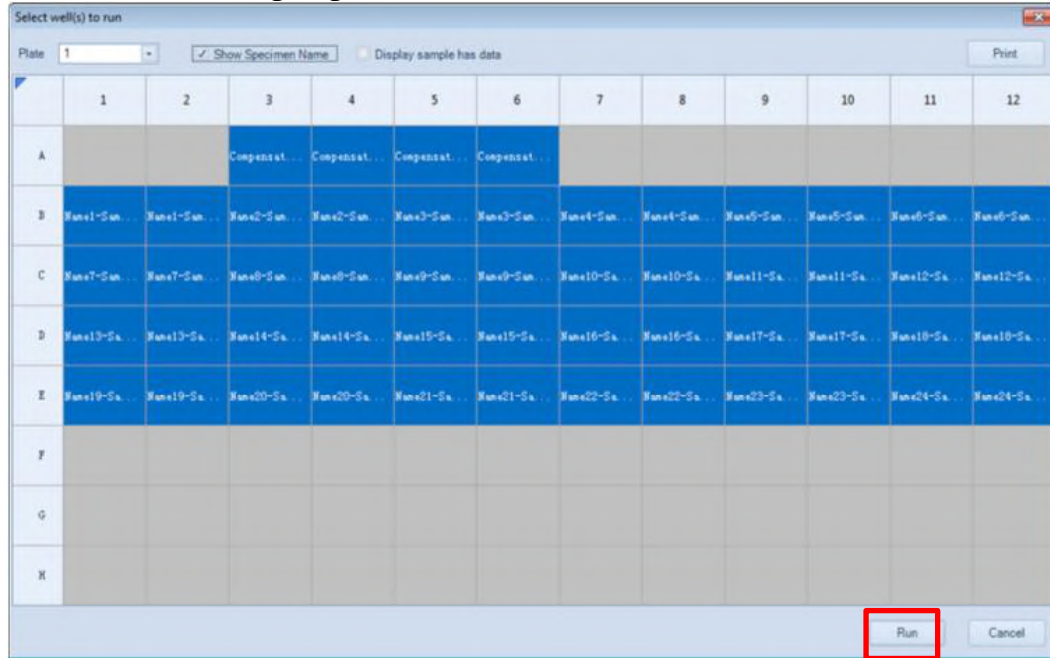 Select well(s) to run
Plate 1 Show Specimen Name Display sample has data Print
1 2 3 4 5 6 7 8 9 10 11 12
A Compensat... Compensat... Compensat... Compensat...
B Name1-Sam... Name1-Sam... Name2-Sam... Name2-Sam... Name3-Sam... Name3-Sam... Name4-Sam... Name4-Sam... Name5-Sam... Name5-Sam... Name6-Sam... Name6-Sam...
C Name7-Sam... Name7-Sam... Name8-Sam... Name8-Sam... Name9-Sam... Name9-Sam... Name10-Sa... Name10-Sa... Name11-Sa... Name11-Sa... Name12-Sa... Name12-Sa...
D Name13-Sa... Name13-Sa... Name14-Sa... Name14-Sa... Name15-Sa... Name15-Sa... Name16-Sa... Name16-Sa... Name17-Sa... Name17-Sa... Name18-Sa... Name18-Sa...
E Name19-Sa... Name19-Sa... Name20-Sa... Name20-Sa... Name21-Sa... Name21-Sa... Name22-Sa... Name22-Sa... Name23-Sa... Name23-Sa... Name24-Sa... Name24-Sa...
F
G
H
Run Cancel